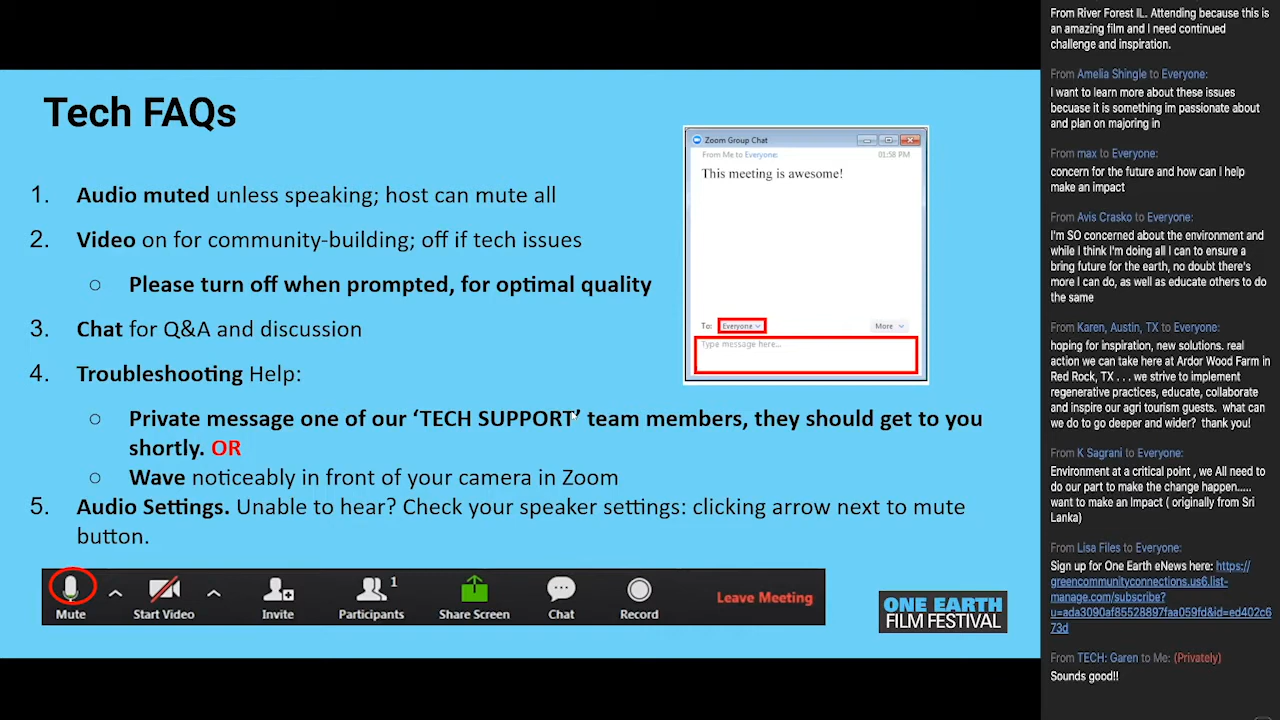 Tech FAQs
1. Audio muted unless speaking; host can mute all
2. Video on for community-building; off if tech issues
○ Please turn off when prompted, for optimal quality
3. Chat for Q&A and discussion
4. Troubleshooting Help:
○ Private message one of our ‘TECH SUPPORT’ team members, they should get to you
shortly. OR
○ Wave noticeably in front of your camera in Zoom
5. Audio Settings. Unable to hear? Check your speaker settings: clicking arrow next to mute
button.
Zoom Group Chat
From Me to Everyone: 01:58 PM
This meeting is awesome!
To: Everyone More
Type message here...
Mute Start Video Invite Participants 1 Share Screen Chat Record Leave Meeting
ONE EARTH
FILM FESTIVAL
From River Forest IL. Attending because this is
an amazing film and I need continued
challenge and inspiration.
From Amelia Shingle to Everyone:
I want to learn more about these issues
becuase it is something im passionate about
and plan on majoring in
From max to Everyone:
concern for the future and how can I help
make an impact
From Avis Crasko to Everyone:
I'm SO concerned about the environment and
while I think I'm doing all I can to ensure a
bring future for the earth, no doubt there's
more I can do, as well as educate others to do
the same
From Karen, Austin, TX to Everyone:
hoping for inspiration, new solutions. real
action we can take here at Ardor Wood Farm in
Red Rock, TX . . . we strive to implement
regenerative practices, educate, collaborate
and inspire our agri tourism guests. what can
we do to go deeper and wider? thank you!
From K Sagrani to Everyone:
Environment at a critical point , we All need to
do our part to make the change happen.....
want to make an Impact ( originally from Sri
Lanka)
From Lisa Files to Everyone:
Sign up for One Earth eNews here: https://
greencommunityconnections.us6.list-
manage.com/subscribe?
u=ada3090af85528897faa059fd&id=ed402c6
73d
From TECH: Garen to Me: (Privately)
Sounds good!!